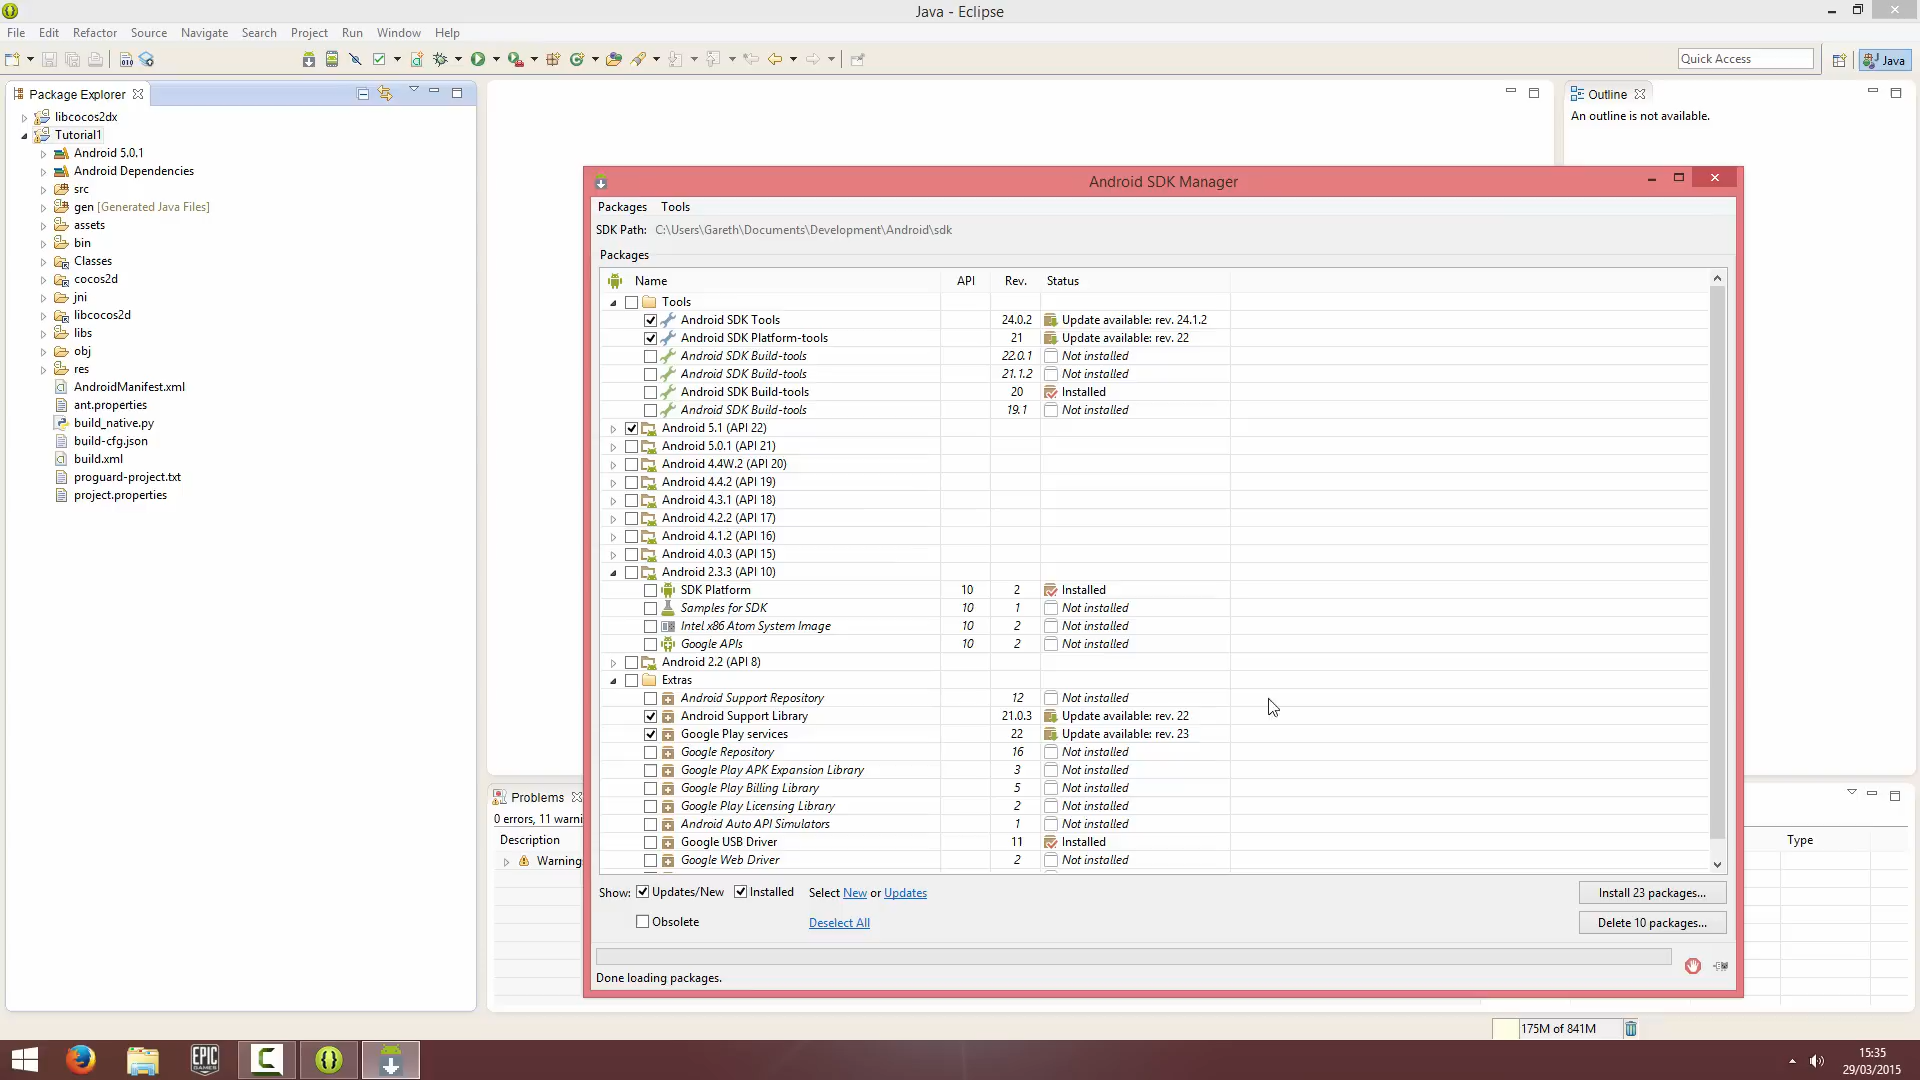 Java - Eclipse
File Edit Refactor Source Navigate Search Project Run Window Help
Quick Access
Java
Package Explorer
libcocos2dx
Tutorial1
Android 5.0.1
Android Dependencies
src
gen [Generated Java Files]
assets
bin
Classes
cocos2d
jni
libcocos2d
libs
obj
res
AndroidManifest.xml
ant.properties
build_native.py
build-cfg.json
build.xml
proguard-project.txt
project.properties
Outline
An outline is not available.
Android SDK Manager
Packages Tools
SDK Path: C:\Users\Gareth\Documents\Development\Android\sdk
Packages
Name API Rev. Status
Tools
Android SDK Tools 24.0.2 Update available: rev. 24.1.2
Android SDK Platform-tools 21 Update available: rev. 22
Android SDK Build-tools 22.0.1 Not installed
Android SDK Build-tools 21.1.2 Not installed
Android SDK Build-tools 20 Installed
Android SDK Build-tools 19.1 Not installed
Android 5.1 (API 22)
Android 5.0.1 (API 21)
Android 4.4W.2 (API 20)
Android 4.4.2 (API 19)
Android 4.3.1 (API 18)
Android 4.2.2 (API 17)
Android 4.1.2 (API 16)
Android 4.0.3 (API 15)
Android 2.3.3 (API 10)
SDK Platform 10 2 Installed
Samples for SDK 10 1 Not installed
Intel x86 Atom System Image 10 2 Not installed
Google APIs 10 2 Not installed
Android 2.2 (API 8)
Extras
Android Support Repository 12 Not installed
Android Support Library 21.0.3 Update available: rev. 22
Google Play services 22 Update available: rev. 23
Google Repository 16 Not installed
Google Play APK Expansion Library 3 Not installed
Google Play Billing Library 5 Not installed
Google Play Licensing Library 2 Not installed
Android Auto API Simulators 1 Not installed
Google USB Driver 11 Installed
Google Web Driver 2 Not installed
Show: Updates/New Installed Select New or Updates
Install 23 packages...
Obsolete Deselect All
Delete 10 packages...
Done loading packages.
Problems
0 errors, 11 warni
Description
Type
Warning
175M of 841M
EPIC
GAMES
15:35
29/03/2015